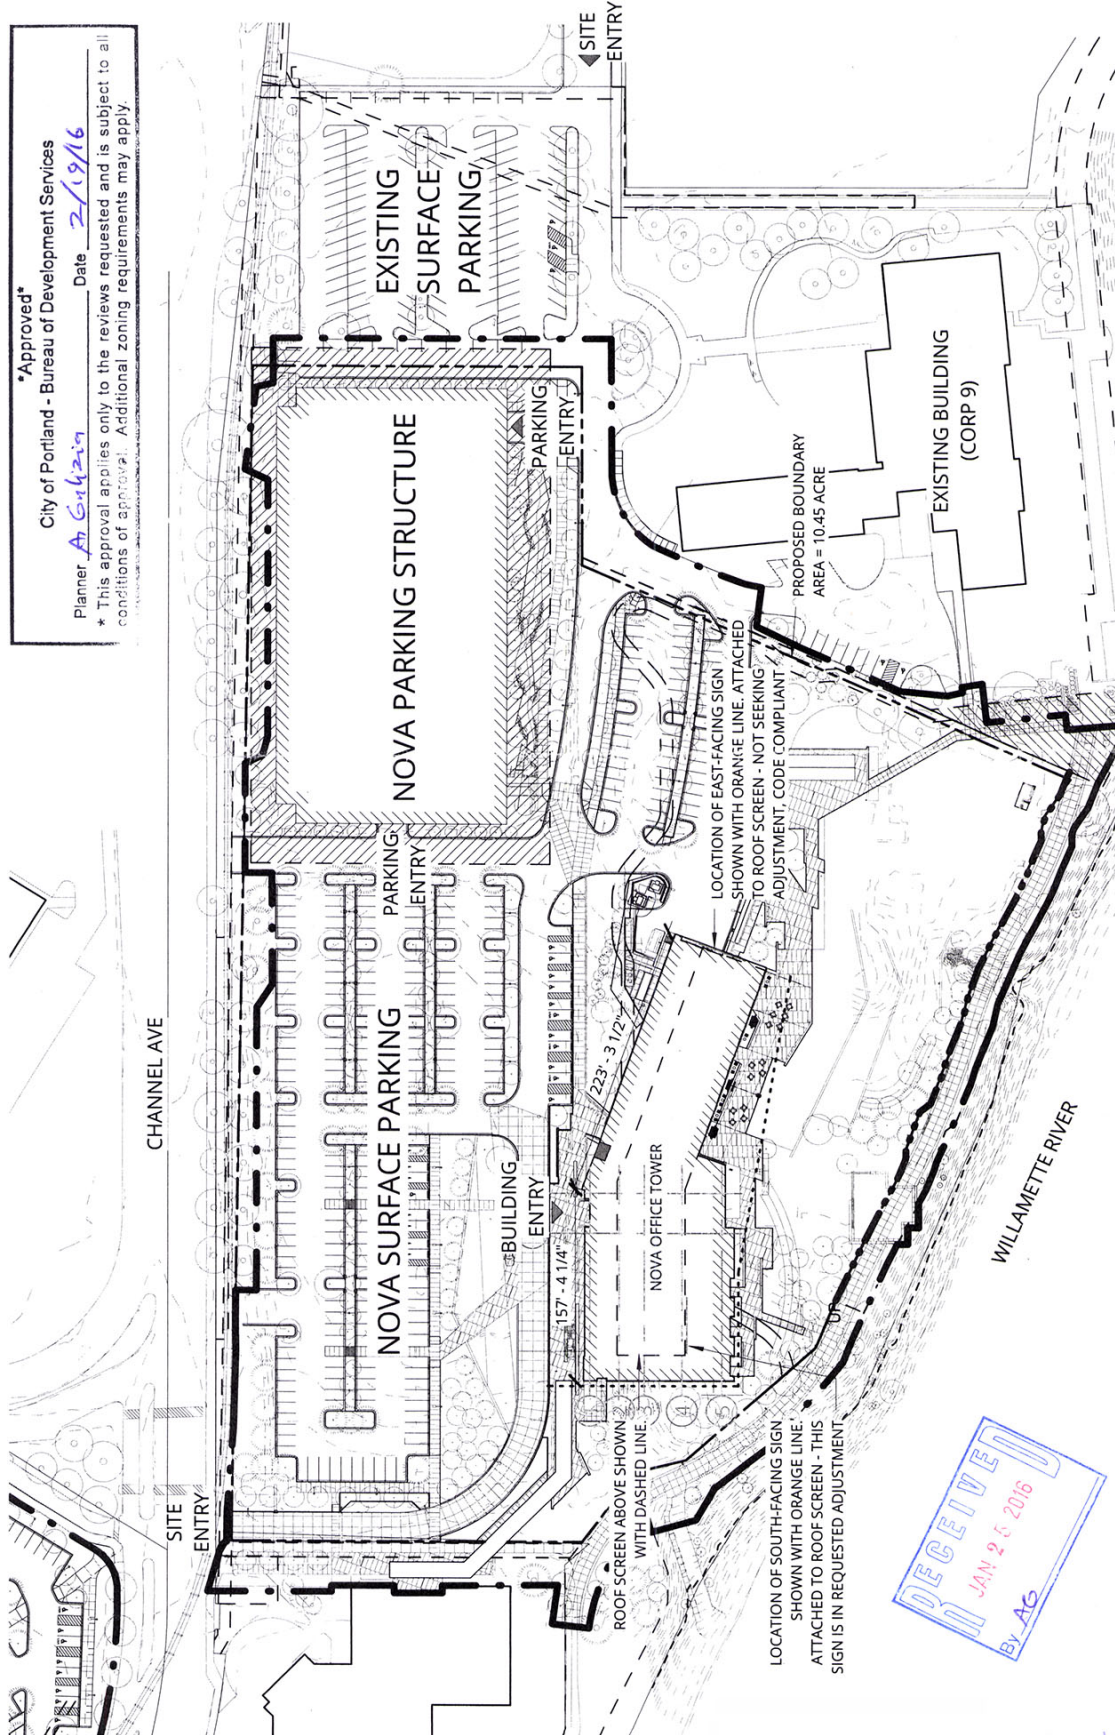 *Approved*
City of Portland - Bureau of Development Services
Planner Date 2/19/16
* This approval applies only to the reviews requested and is subject to all
conditions of approval. Additional zoning requirements may apply.
CHANNEL AVE
SITE
ENTRY
SITE
ENTRY
EXISTING
SURFACE
PARKING
NOVA PARKING STRUCTURE
PARKING
ENTRY
PARKING
ENTRY
NOVA SURFACE PARKING
BUILDING
ENTRY
157' - 4 1/4"
223' - 3 1/2"
NOVA OFFICE TOWER
EXISTING BUILDING
(CORP 9)
PROPOSED BOUNDARY
AREA = 10.45 ACRE
LOCATION OF EAST-FACING SIGN
SHOWN WITH ORANGE LINE. ATTACHED
TO ROOF SCREEN - NOT SEEKING
ADJUSTMENT, CODE COMPLIANT
ROOF SCREEN ABOVE SHOWN
WITH DASHED LINE.
1
2
3
4
5
UP
LOCATION OF SOUTH-FACING SIGN
SHOWN WITH ORANGE LINE.
ATTACHED TO ROOF SCREEN - THIS
SIGN IS IN REQUESTED ADJUSTMENT
WILLAMETTE RIVER
RECEIVED
JAN 25 2016
By AG